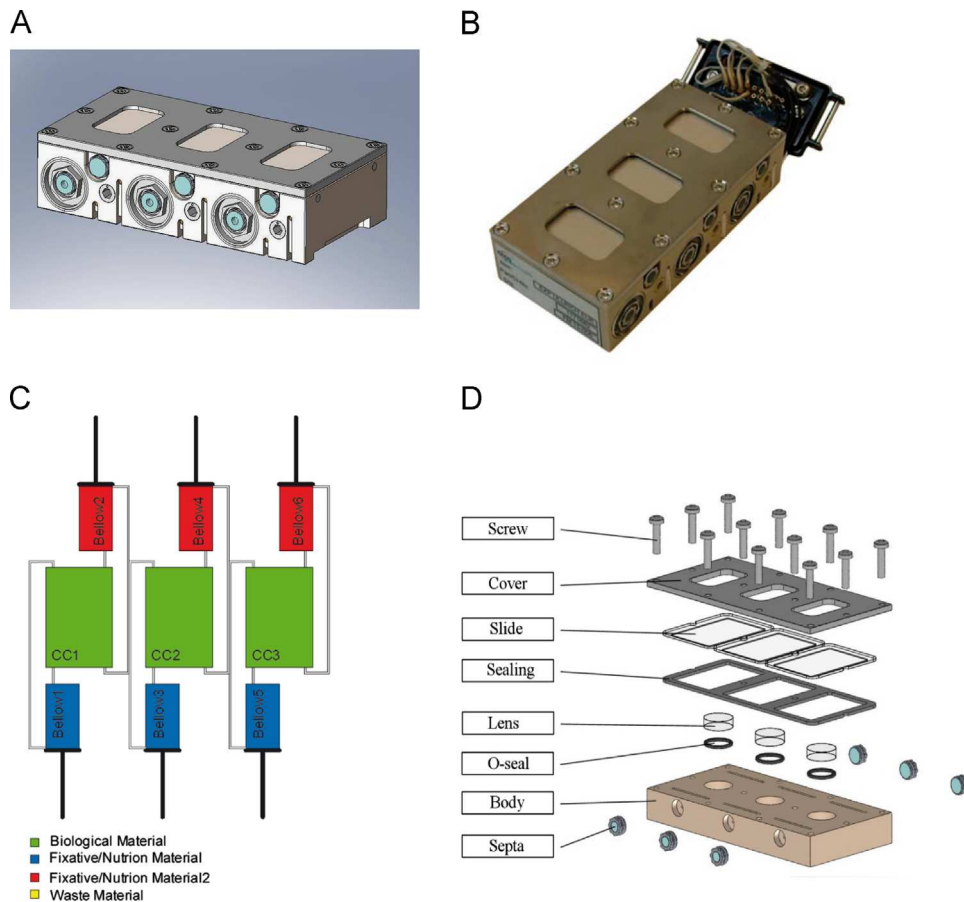 A
B
C
Bellow2
Bellow4
Bellow6
CC1
CC2
CC3
Bellow1
Bellow3
Bellow5
Biological Material
Fixative/Nutrion Material
Fixative/Nutrion Material2
Waste Material
D
Screw
Cover
Slide
Sealing
Lens
O-seal
Body
Septa